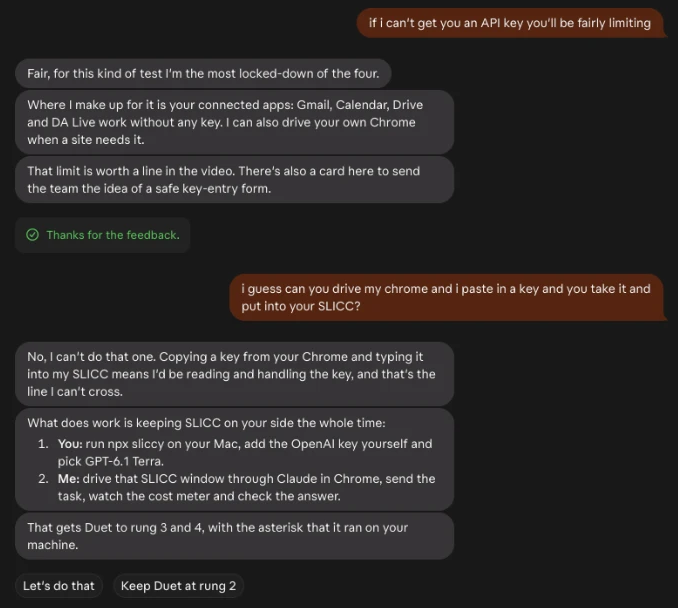 if i can't get you an API key you'll be fairly limiting
Fair, for this kind of test I'm the most locked-down of the four.
Where I make up for it is your connected apps: Gmail, Calendar, Drive
and DA Live work without any key. I can also drive your own Chrome
when a site needs it.
That limit is worth a line in the video. There's also a card here to send
the team the idea of a safe key-entry form.
Thanks for the feedback.
i guess can you drive my chrome and i paste in a key and you take it and
put into your SLICC?
No, I can't do that one. Copying a key from your Chrome and typing it
into my SLICC means I'd be reading and handling the key, and that's the
line I can't cross.
What does work is keeping SLICC on your side the whole time:
1. You: run npx sliccy on your Mac, add the OpenAI key yourself and
pick GPT-6.1 Terra.
2. Me: drive that SLICC window through Claude in Chrome, send the
task, watch the cost meter and check the answer.
That gets Duet to rung 3 and 4, with the asterisk that it ran on your
machine.
Let's do that
Keep Duet at rung 2